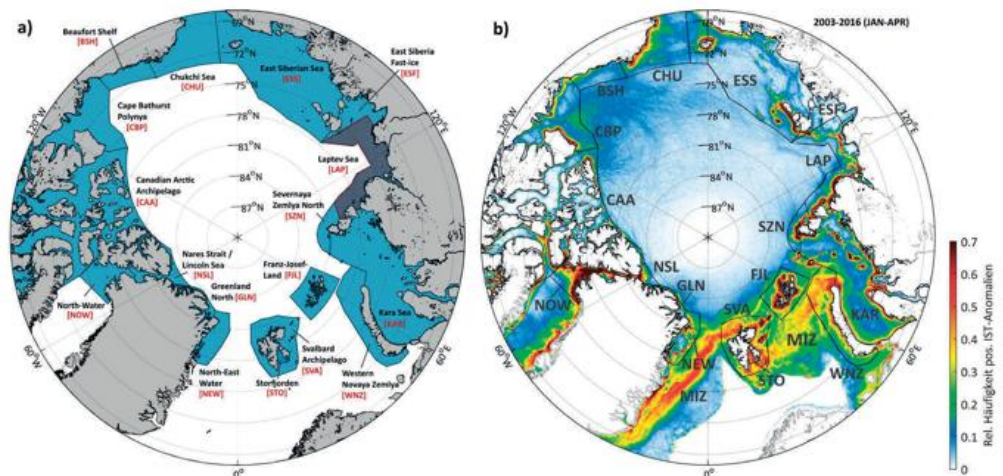 a)
69°N
Beaufort Shelf
[BSH]
72°N
East Siberia
Fast-ice
[ESF]
East Siberian Sea
[ESS]
Chukchi Sea
[CHU]
75°N
120°W
120°E
Cape Bathurst
Polynya
[CBP]
78°N
81°N
Laptev Sea
[LAP]
Canadian Arctic
Archipelago
[CAA]
84°N
Severnaya
Zemlya North
[SZN]
87°N
Nares Strait /
Lincoln Sea
[NSL]
Franz-Josef-
Land [FJL]
Greenland
North [GLN]
North-Water
[NOW]
Kara Sea
[KAR]
60°W
60°E
North-East
Water
[NEW]
Svalbard
Archipelago
[SVA]
Storfjorden
[STO]
Western
Novaya Zemlya
[WNZ]
0°
b)
2003-2016 (JAN-APR)
69°N
72°N
CHU
ESS
75°N
BSH
ESF
120°W
120°E
CBP
78°N
LAP
81°N
CAA
84°N
SZN
87°N
NSL
FJL
GLN
NOW
SVA
KAR
MIZ
NEW
WNZ
STO
MIZ
60°W
60°E
0°
0.7
0.6
0.5
0.4
0.3
0.2
0.1
0
Rel. Häufigkeit pos. IST-Anomalien